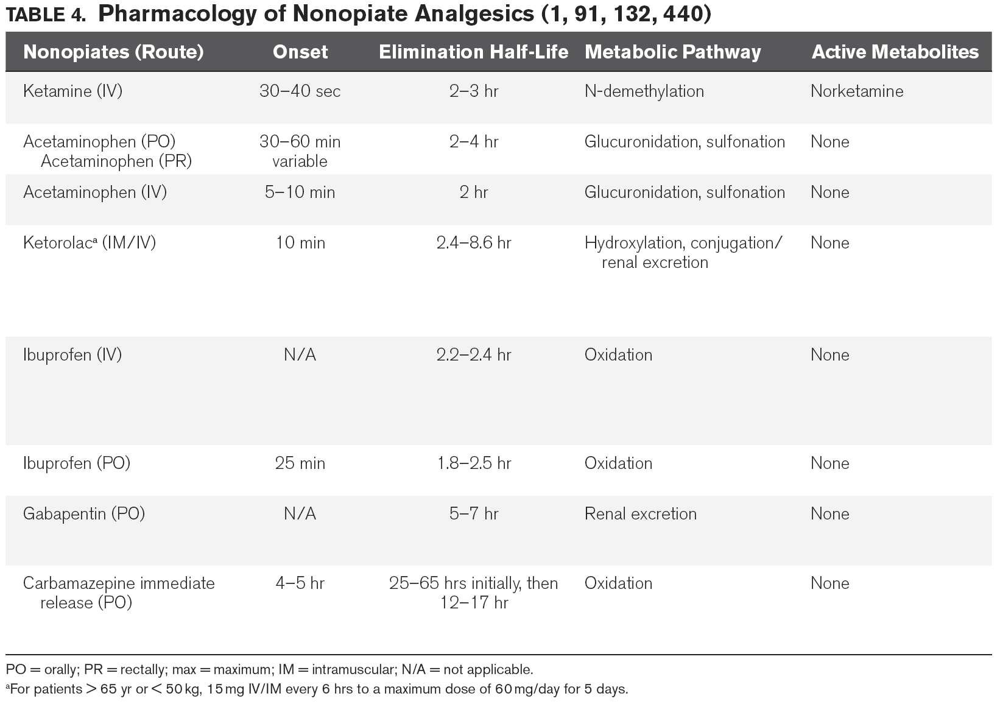 TABLE 4. Pharmacology of Nonopiate Analgesics (1, 91, 132, 440)
Nonopiates (Route) Onset Elimination Half-Life Metabolic Pathway Active Metabolites
Ketamine (IV) 30–40 sec 2–3 hr N-demethylation Norketamine
Acetaminophen (PO) 30–60 min 2–4 hr Glucuronidation, sulfonation None
Acetaminophen (PR) variable
Acetaminophen (IV) 5–10 min 2 hr Glucuronidation, sulfonation None
Ketorolacᵃ (IM/IV) 10 min 2.4–8.6 hr Hydroxylation, conjugation/ None
renal excretion
Ibuprofen (IV) N/A 2.2–2.4 hr Oxidation None
Ibuprofen (PO) 25 min 1.8–2.5 hr Oxidation None
Gabapentin (PO) N/A 5–7 hr Renal excretion None
Carbamazepine immediate 4–5 hr 25–65 hrs initially, then Oxidation None
release (PO) 12–17 hr
PO = orally; PR = rectally; max = maximum; IM = intramuscular; N/A = not applicable.
ᵃFor patients > 65 yr or < 50 kg, 15 mg IV/IM every 6 hrs to a maximum dose of 60 mg/day for 5 days.